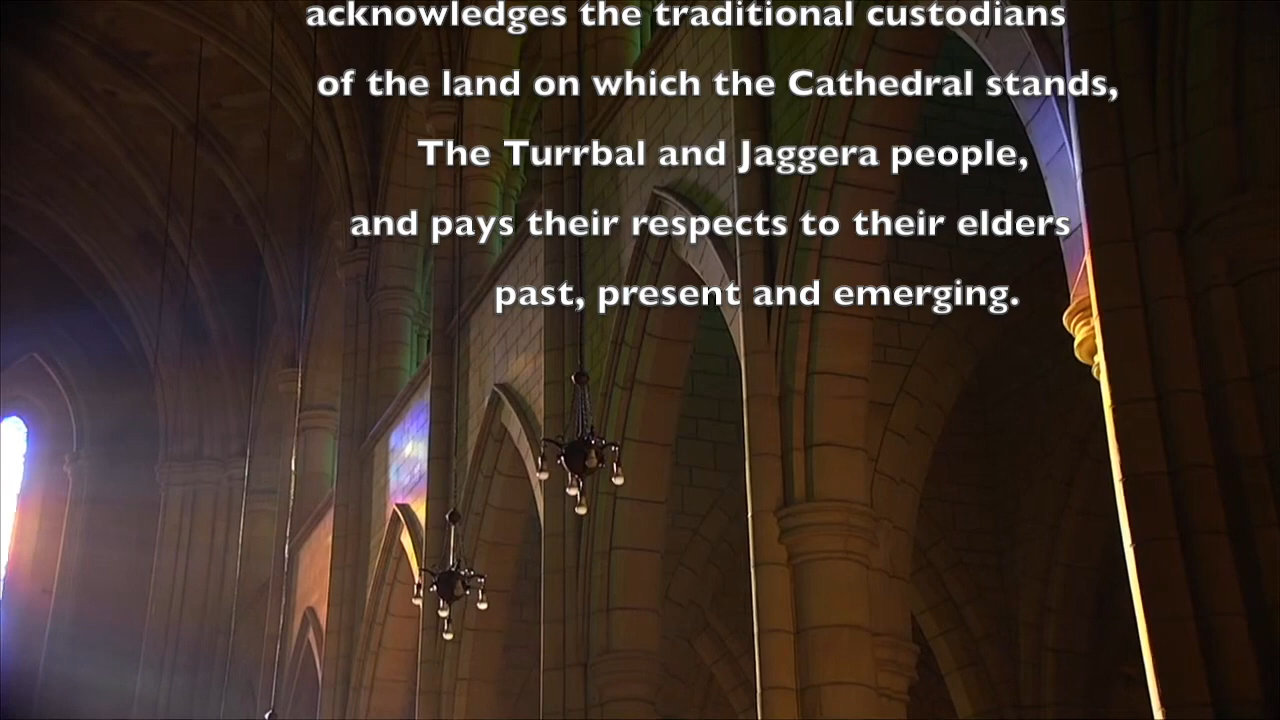 acknowledges the traditional custodians
of the land on which the Cathedral stands,
The Turrbal and Jaggera people,
and pays their respects to their elders
past, present and emerging.